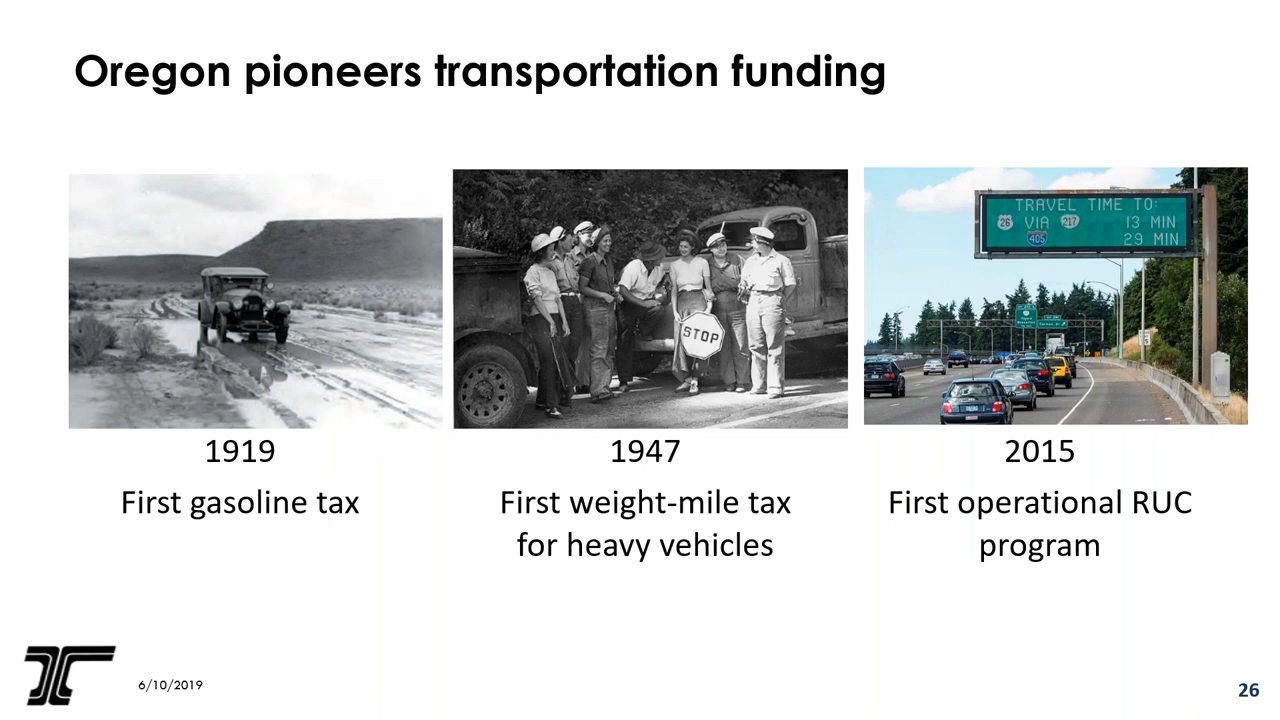 Oregon pioneers transportation funding
TRAVEL TIME TO:
26 VIA 217 13 MIN
405 29 MIN
STOP
1919
First gasoline tax
1947
First weight-mile tax
for heavy vehicles
2015
First operational RUC
program
6/10/2019
26